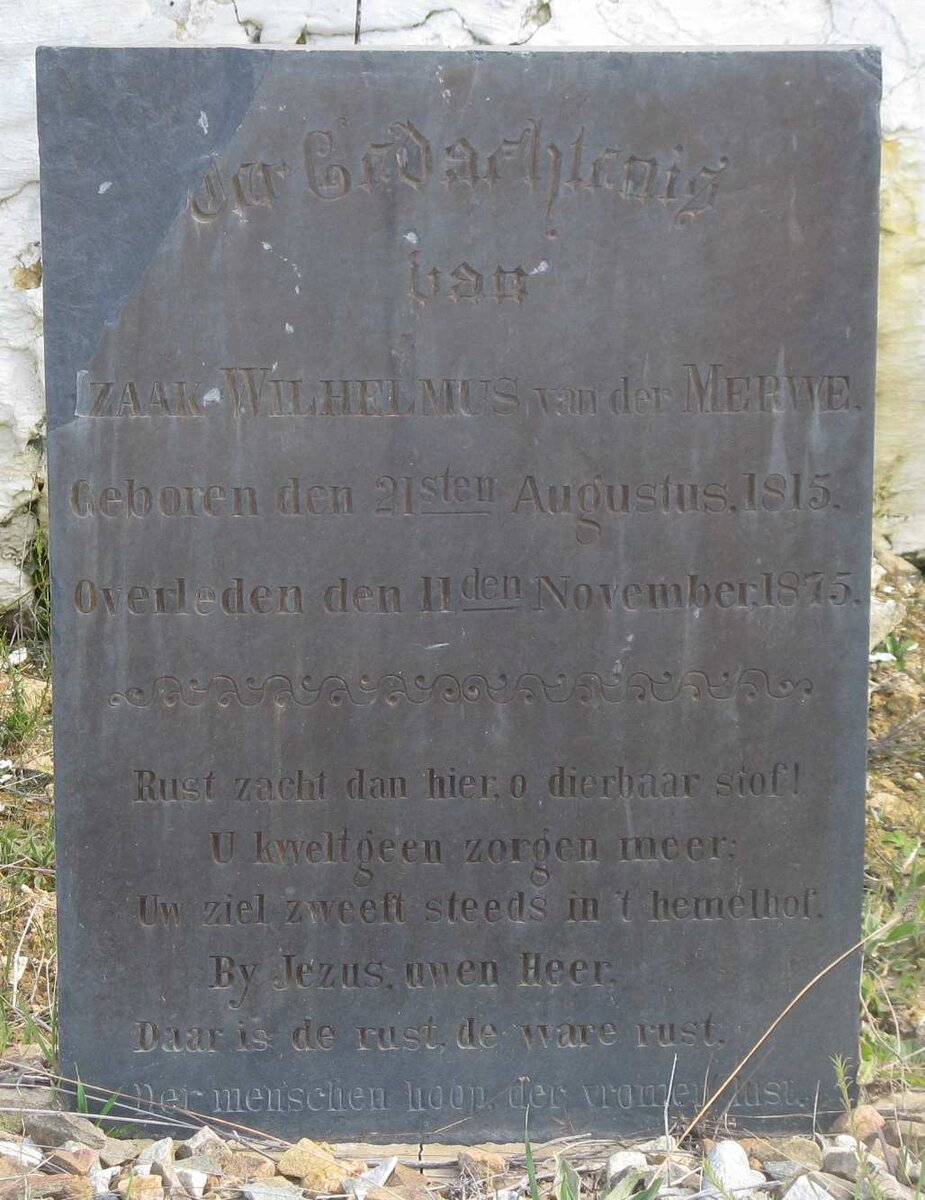 der Gedachtenis
van
IZAAK WILHELMUS van der MERWE.
Geboren den 21sten Augustus, 1815.
Overleden den 11den November, 1875.
Rust zacht dan hier, o dierbaar stof!
U kwelt geen zorgen meer;
Uw ziel zweeft steeds in 't hemelhof,
By Jezus, uwen Heer,
Daar is de rust, de ware rust,
Der menschen hoop, der vromen lust.